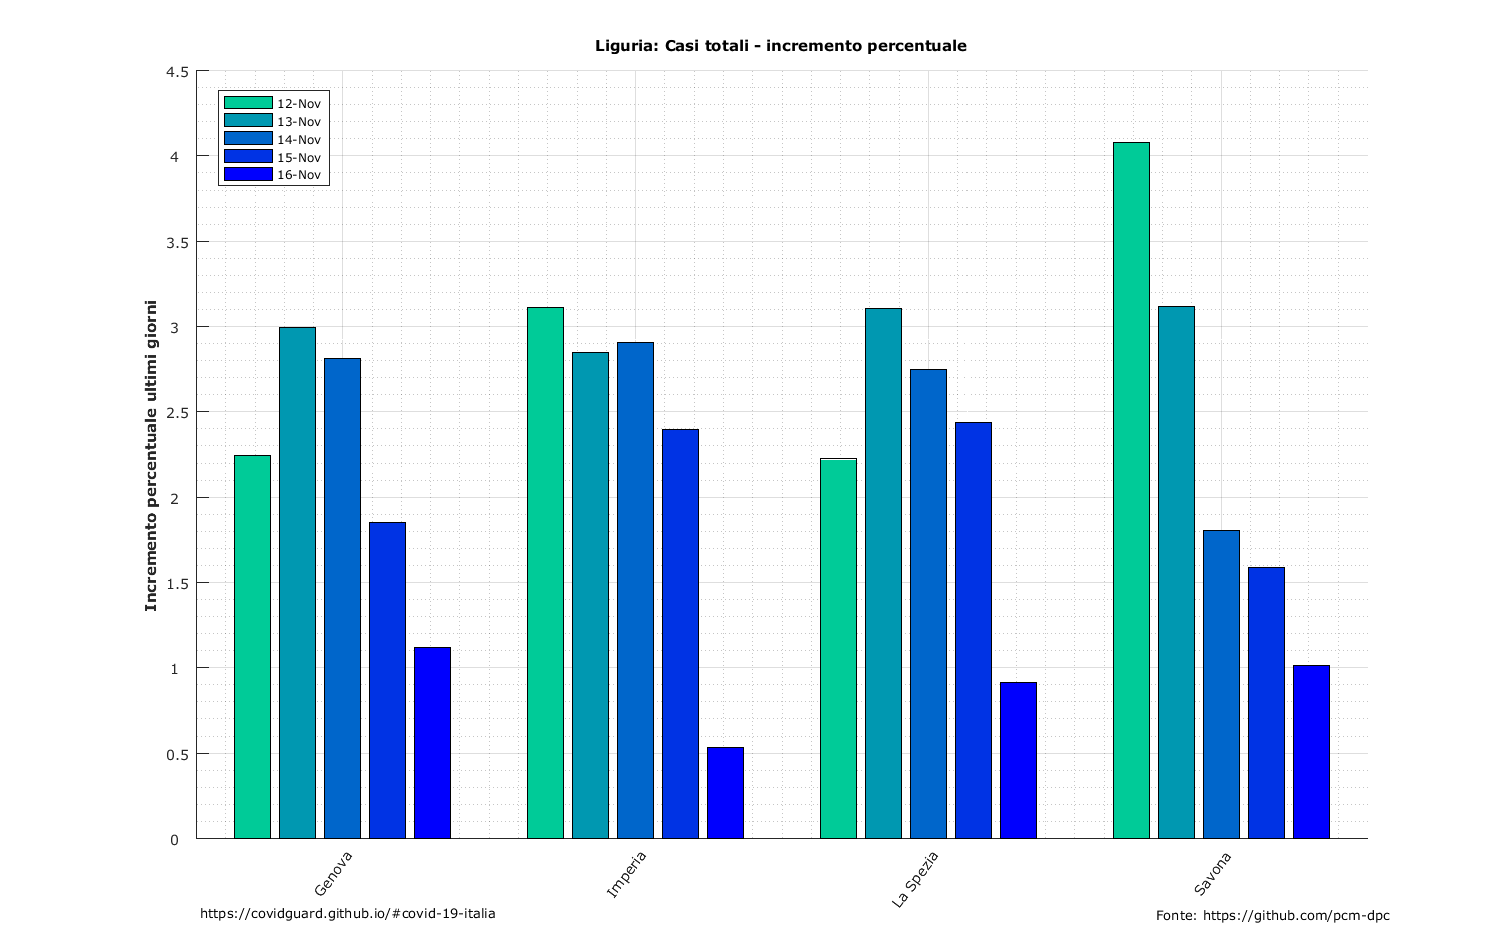 Liguria: Casi totali - incremento percentuale
4.5
4
3.5
3
2.5
2
1.5
1
0.5
0
Incremento percentuale ultimi giorni
12-Nov
13-Nov
14-Nov
15-Nov
16-Nov
Genova
Imperia
La Spezia
Savona
https://covidguard.github.io/#covid-19-italia
Fonte: https://github.com/pcm-dpc